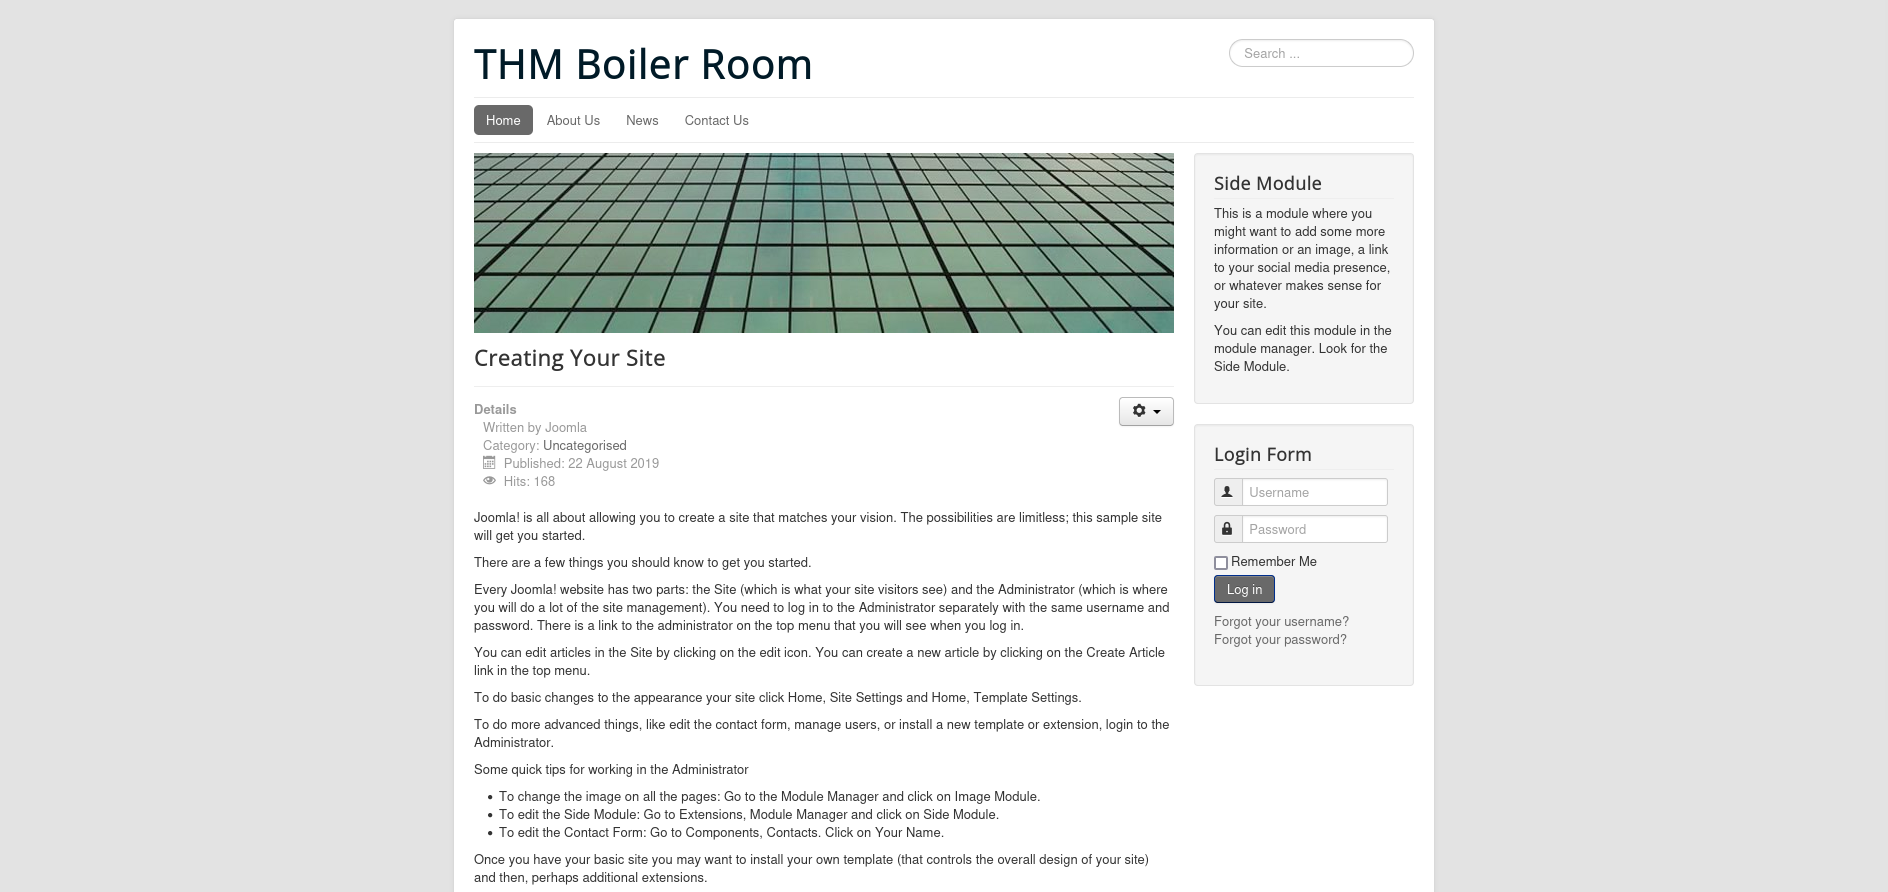 THM Boiler Room
Search ...
Home
About Us
News
Contact Us
Creating Your Site
Details
Written by Joomla
Category: Uncategorised
Published: 22 August 2019
Hits: 168
Joomla! is all about allowing you to create a site that matches your vision. The possibilities are limitless; this sample site
will get you started.
There are a few things you should know to get you started.
Every Joomla! website has two parts: the Site (which is what your site visitors see) and the Administrator (which is where
you will do a lot of the site management). You need to log in to the Administrator separately with the same username and
password. There is a link to the administrator on the top menu that you will see when you log in.
You can edit articles in the Site by clicking on the edit icon. You can create a new article by clicking on the Create Article
link in the top menu.
To do basic changes to the appearance your site click Home, Site Settings and Home, Template Settings.
To do more advanced things, like edit the contact form, manage users, or install a new template or extension, login to the
Administrator.
Some quick tips for working in the Administrator
• To change the image on all the pages: Go to the Module Manager and click on Image Module.
• To edit the Side Module: Go to Extensions, Module Manager and click on Side Module.
• To edit the Contact Form: Go to Components, Contacts. Click on Your Name.
Once you have your basic site you may want to install your own template (that controls the overall design of your site)
and then, perhaps additional extensions.
Side Module
This is a module where you
might want to add some more
information or an image, a link
to your social media presence,
or whatever makes sense for
your site.
You can edit this module in the
module manager. Look for the
Side Module.
Login Form
Username
Password
Remember Me
Log in
Forgot your username?
Forgot your password?